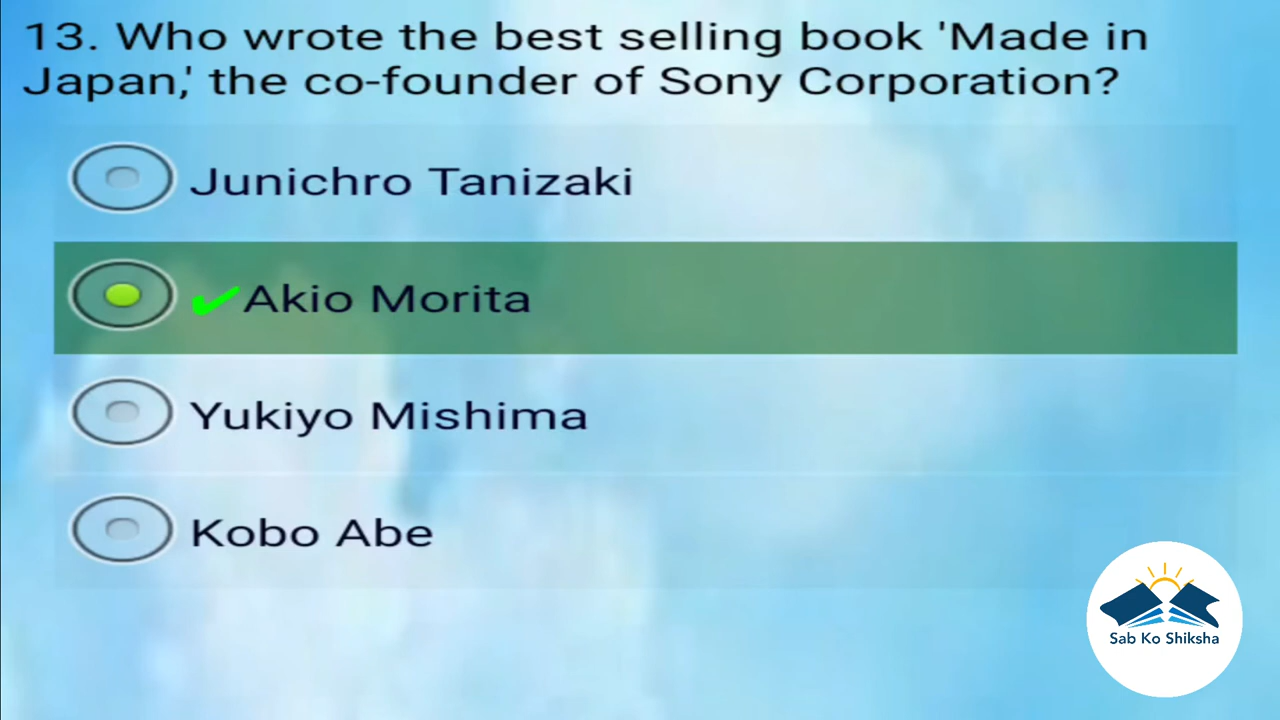 13. Who wrote the best selling book 'Made in
Japan,' the co-founder of Sony Corporation?
Junichro Tanizaki
✔Akio Morita
Yukiyo Mishima
Kobo Abe
Sab Ko Shiksha